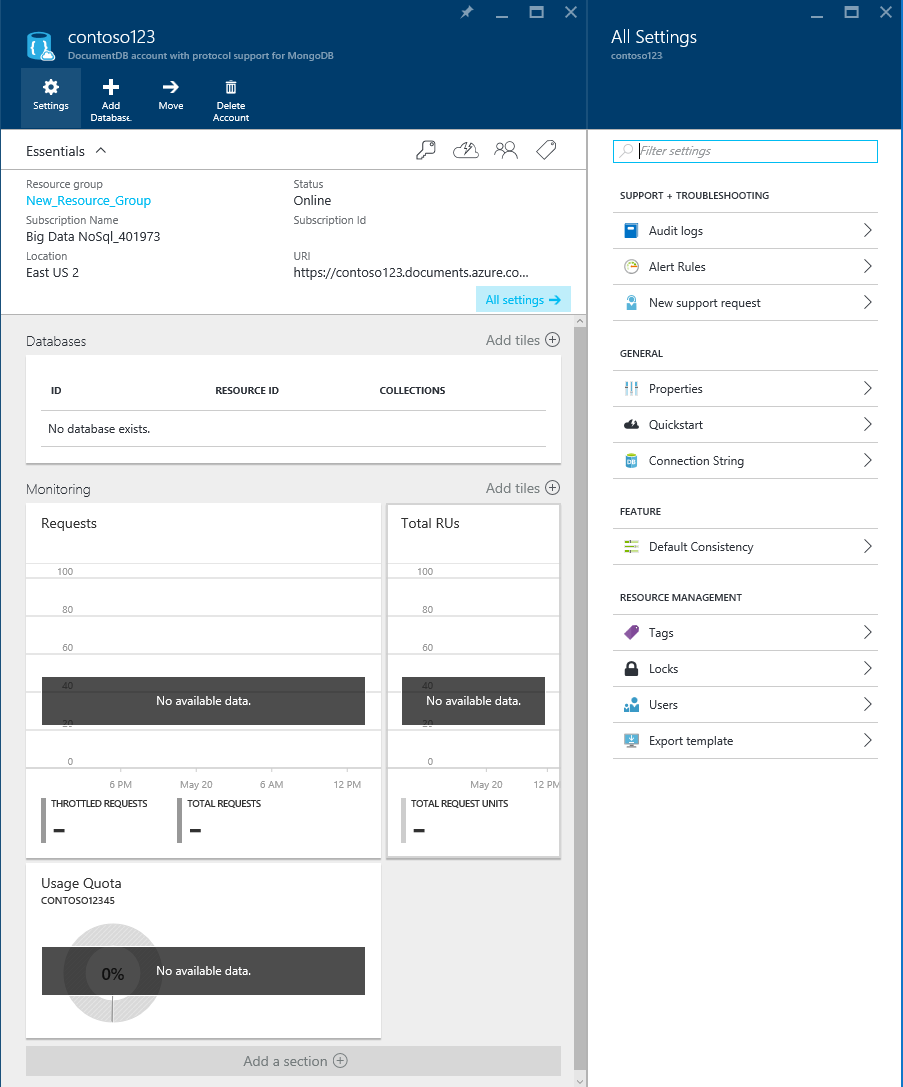 contoso123
DocumentDB account with protocol support for MongoDB
Settings
Add
Database
Move
Delete
Account
Essentials
Resource group
New_Resource_Group
Status
Online
Subscription Name
Big Data NoSql_401973
Subscription Id
Location
East US 2
URI
https://contoso123.documents.azure.co...
All settings →
Databases
Add tiles
ID RESOURCE ID COLLECTIONS
No database exists.
Monitoring
Add tiles
Requests
100
80
60
40
20
0
No available data.
6 PM May 20 6 AM 12 PM
THROTTLED REQUESTS
–
TOTAL REQUESTS
–
Total RUs
100
80
60
40
20
0
No available data.
May 20 12 PM
TOTAL REQUEST UNITS
–
Usage Quota
CONTOSO12345
0%
No available data.
Add a section
All Settings
contoso123
Filter settings
SUPPORT + TROUBLESHOOTING
Audit logs
Alert Rules
New support request
GENERAL
Properties
Quickstart
DB
Connection String
FEATURE
Default Consistency
RESOURCE MANAGEMENT
Tags
Locks
Users
Export template